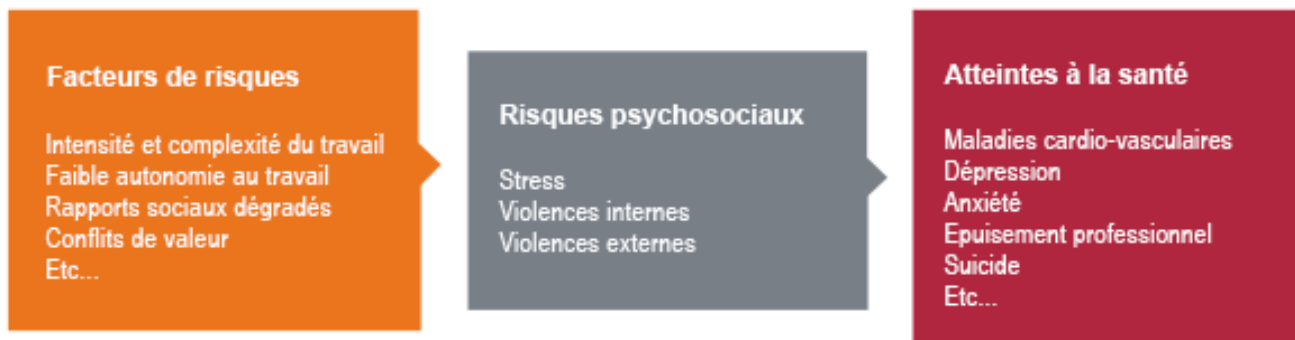 Facteurs de risques
Intensité et complexité du travail
Faible autonomie au travail
Rapports sociaux dégradés
Conflits de valeur
Etc...
Risques psychosociaux
Stress
Violences internes
Violences externes
Atteintes à la santé
Maladies cardio-vasculaires
Dépression
Anxiété
Epuisement professionnel
Suicide
Etc...